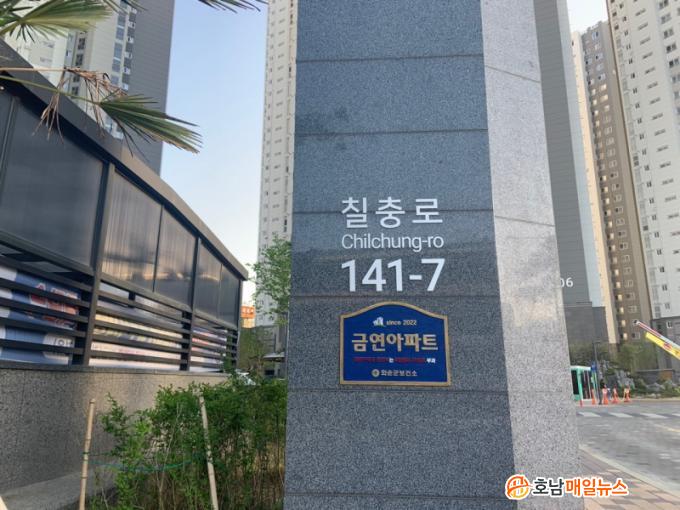 칠충로
Chilchung-ro
141-7
since 2022
금연아파트
화순군보건소
06
호남매일뉴스